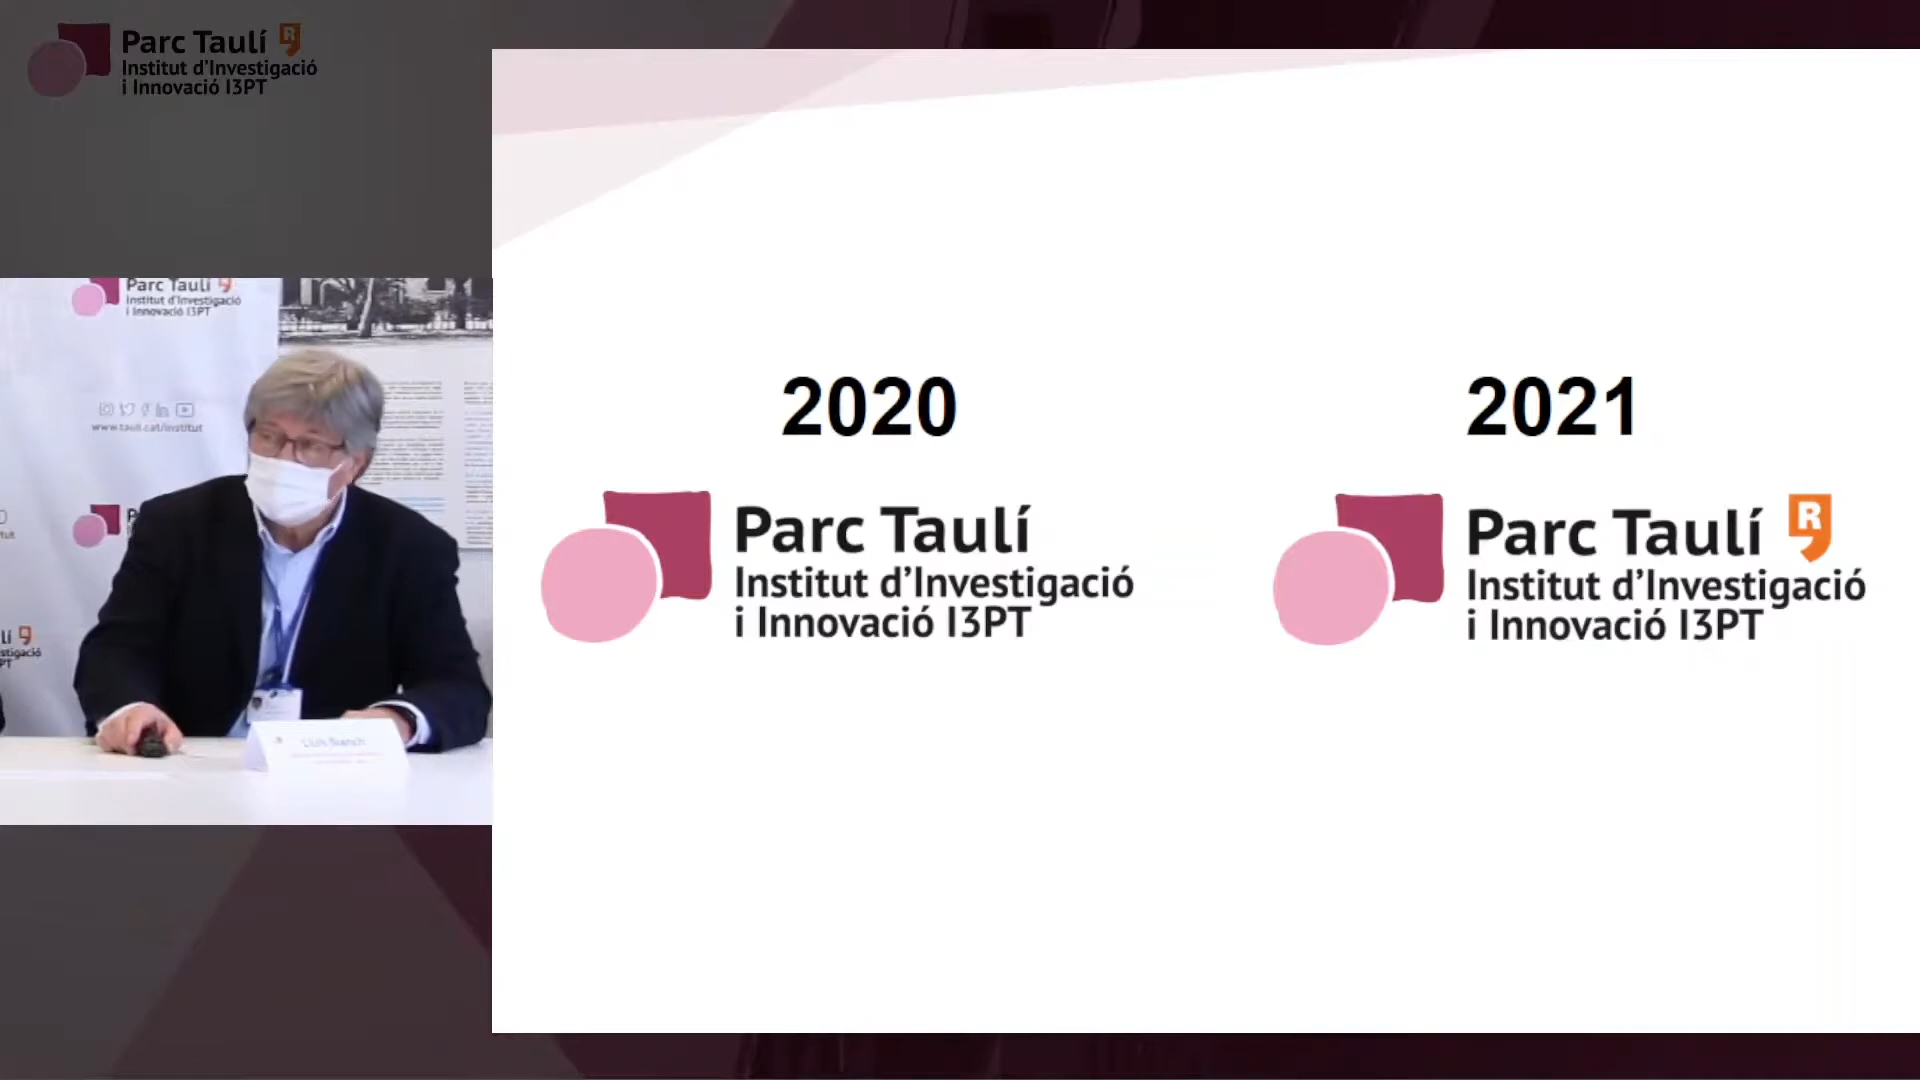 Parc Taulí R
Institut d'Investigació
i Innovació I3PT
Parc Taulí
Institut d'Investigació
i Innovació I3PT
www.tauli.cat/institut
2020
Parc Taulí
Institut d'Investigació
i Innovació I3PT
2021
Parc Taulí R
Institut d'Investigació
i Innovació I3PT